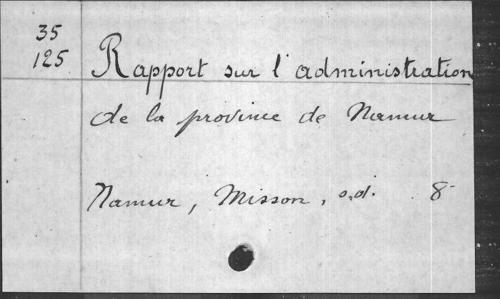 35
125
Rapport sur l'administration
de la province de Namur
Namur, Misson, s.d. 8-